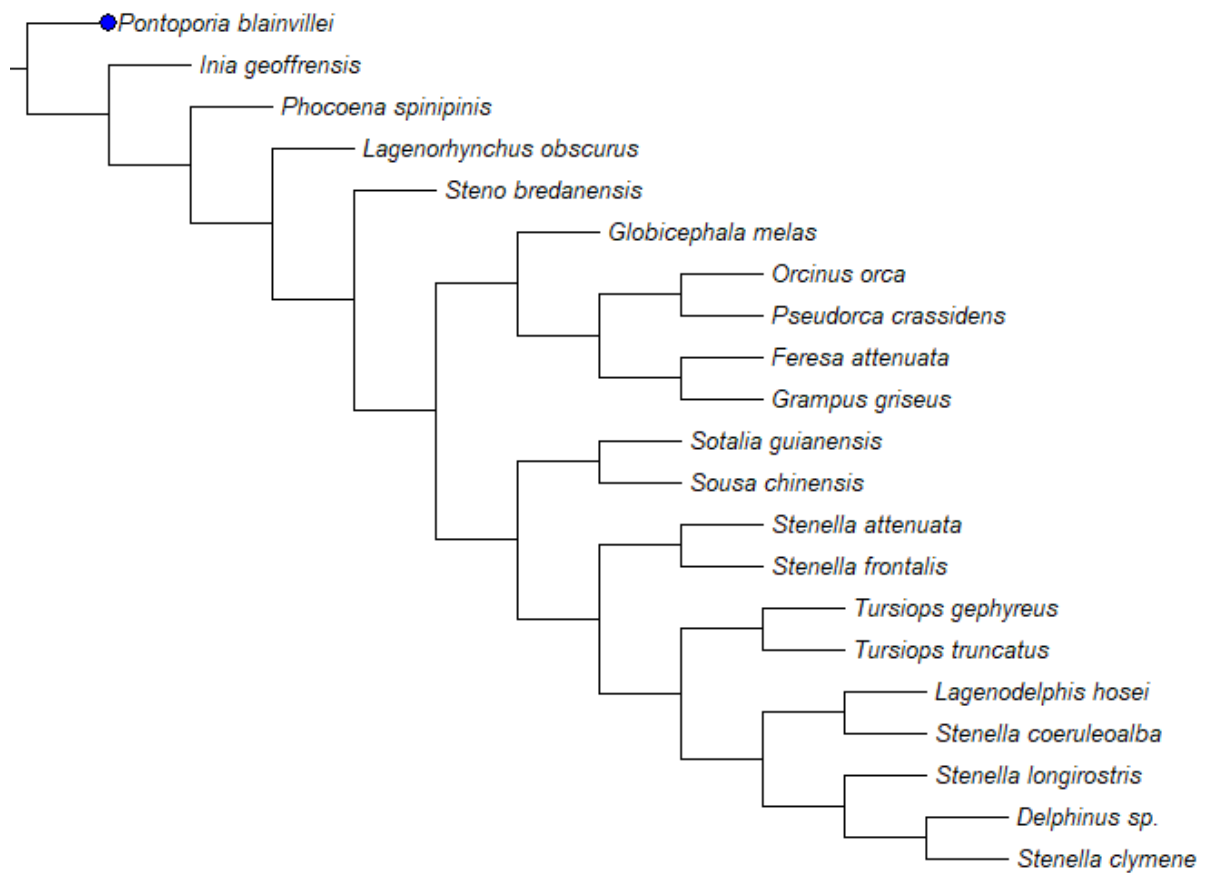 Pontoporia blainvillei
Inia geoffrensis
Phocoena spinipinis
Lagenorhynchus obscurus
Steno bredanensis
Globicephala melas
Orcinus orca
Pseudorca crassidens
Feresa attenuata
Grampus griseus
Sotalia guianensis
Sousa chinensis
Stenella attenuata
Stenella frontalis
Tursiops gephyreus
Tursiops truncatus
Lagenodelphis hosei
Stenella coeruleoalba
Stenella longirostris
Delphinus sp.
Stenella clymene